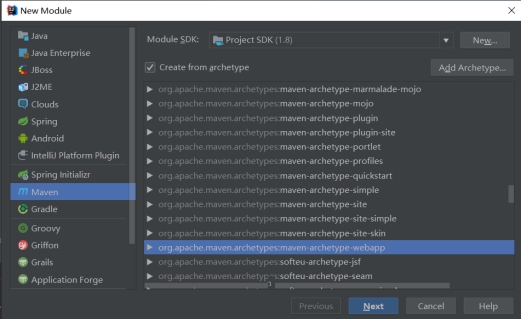 New Module
Java
Java Enterprise
JBoss
J2ME
Clouds
Spring
Android
IntelliJ Platform Plugin
Spring Initializr
Maven
Gradle
Groovy
Griffon
Grails
Application Forge
Module SDK: Project SDK (1.8) New...
Create from archetype Add Archetype...
org.apache.maven.archetypes:maven-archetype-marmalade-mojo
org.apache.maven.archetypes:maven-archetype-mojo
org.apache.maven.archetypes:maven-archetype-plugin
org.apache.maven.archetypes:maven-archetype-plugin-site
org.apache.maven.archetypes:maven-archetype-portlet
org.apache.maven.archetypes:maven-archetype-profiles
org.apache.maven.archetypes:maven-archetype-quickstart
org.apache.maven.archetypes:maven-archetype-simple
org.apache.maven.archetypes:maven-archetype-site
org.apache.maven.archetypes:maven-archetype-site-simple
org.apache.maven.archetypes:maven-archetype-site-skin
org.apache.maven.archetypes:maven-archetype-webapp
org.apache.maven.archetypes:softeu-archetype-jsf
org.apache.maven.archetypes:softeu-archetype-seam
Previous Next Cancel Help